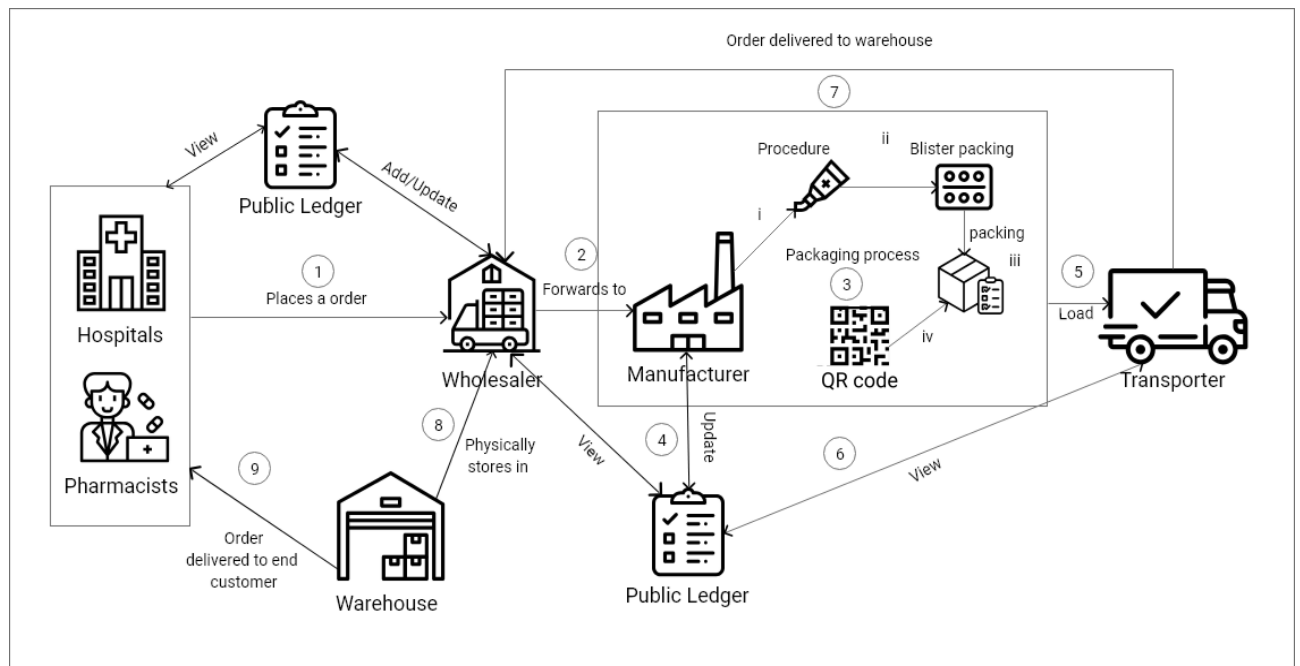 Order delivered to warehouse
7
View
Add/Update
Public Ledger
Procedure
ii
Blister packing
i
packing
iii
Packaging process
3
iv
QR code
1
Places a order
2
Forwards to
5
Load
Hospitals
Pharmacists
Wholesaler
Manufacturer
Transporter
8
Physically
stores in
View
4
Update
6
View
9
Order
delivered to end
customer
Warehouse
Public Ledger